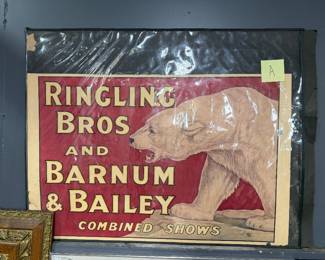 A
RINGLING
BROS
AND
BARNUM
& BAILEY
COMBINED SHOWS